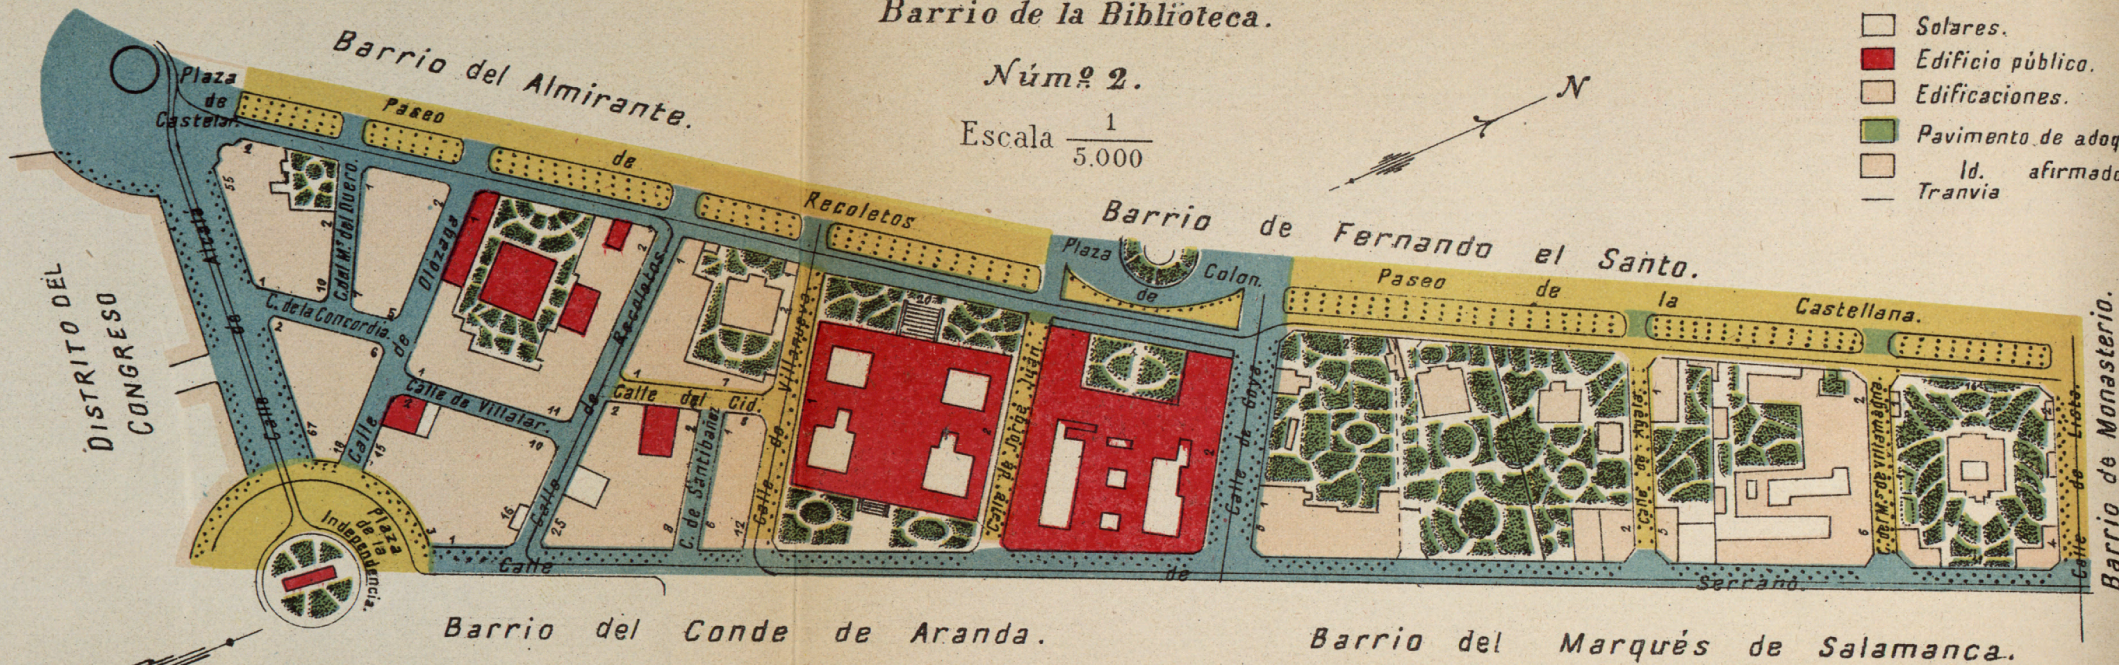 Barrio de la Biblioteca.
Núm.º 2.
Escala 1
5.000
N
Solares.
Edificio público.
Edificaciones.
Pavimento de adoq
Id. afirmado
Tranvia
Barrio del Almirante.
Barrio de Fernando el Santo.
DISTRITO DEL
CONGRESO
Barrio de Monasterio.
Plaza
de
Castelar.
Paseo de Recoletos
Plaza de Colon.
Paseo de la Castellana.
Calle de Alcalá
C. del M.s del Duero.
C. de la Concordia.
Calle de Olózaga
Calle de Villalar.
Calle de Recoletos
Calle del Cid.
C. de Santibañez
Calle de Villanueva
Calle de Jorge Juan.
Calle de Goya.
Calle de Ayala.
C. del M.s de Villamagna.
Calle de Lista.
Plaza
de la
Independencia.
Calle de Serrano.
Barrio del Conde de Aranda.
Barrio del Marqués de Salamanca.